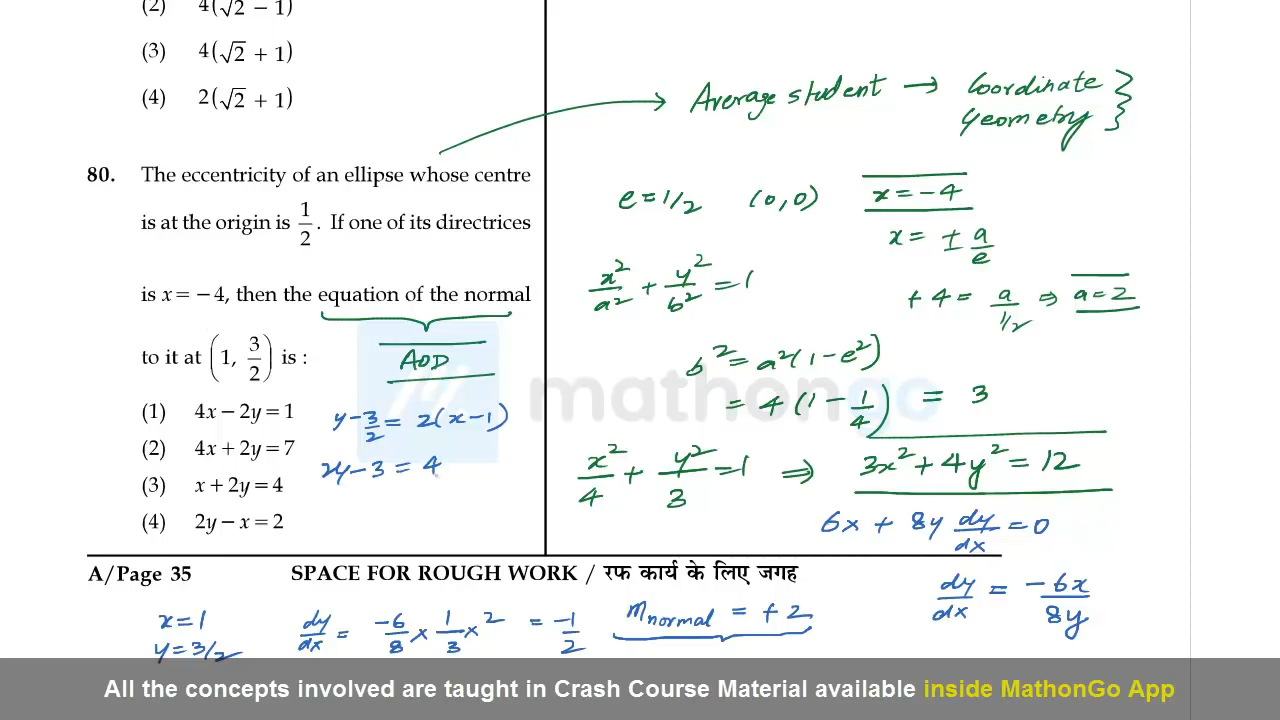 (2) 4(√2 − 1)
(3) 4(√2 + 1)
(4) 2(√2 + 1)
Average student → Coordinate
Geometry }
80. The eccentricity of an ellipse whose centre
is at the origin is 1/2. If one of its directrices
is x = − 4, then the equation of the normal
to it at (1, 3/2) is :
(1) 4x − 2y = 1
(2) 4x + 2y = 7
(3) x + 2y = 4
(4) 2y − x = 2
AOD
y − 3/2 = 2(x − 1)
2y − 3 = 4
e = 1/2 (0, 0) x = −4
x = ± a/e
x²/a² + y²/b² = 1
+4 = a/1/2 ⇒ a = 2
b² = a²(1 − e²)
= 4(1 − 1/4) = 3
x²/4 + y²/3 = 1 ⇒ 3x² + 4y² = 12
6x + 8y dy/dx = 0
dy/dx = −6x/8y
A/Page 35 SPACE FOR ROUGH WORK / रफ कार्य के लिए जगह
x = 1
y = 3/2
dy/dx = −6/8 × 1/3 × 2 = −1/2
m normal = +2
mathongo
All the concepts involved are taught in Crash Course Material available inside MathonGo App